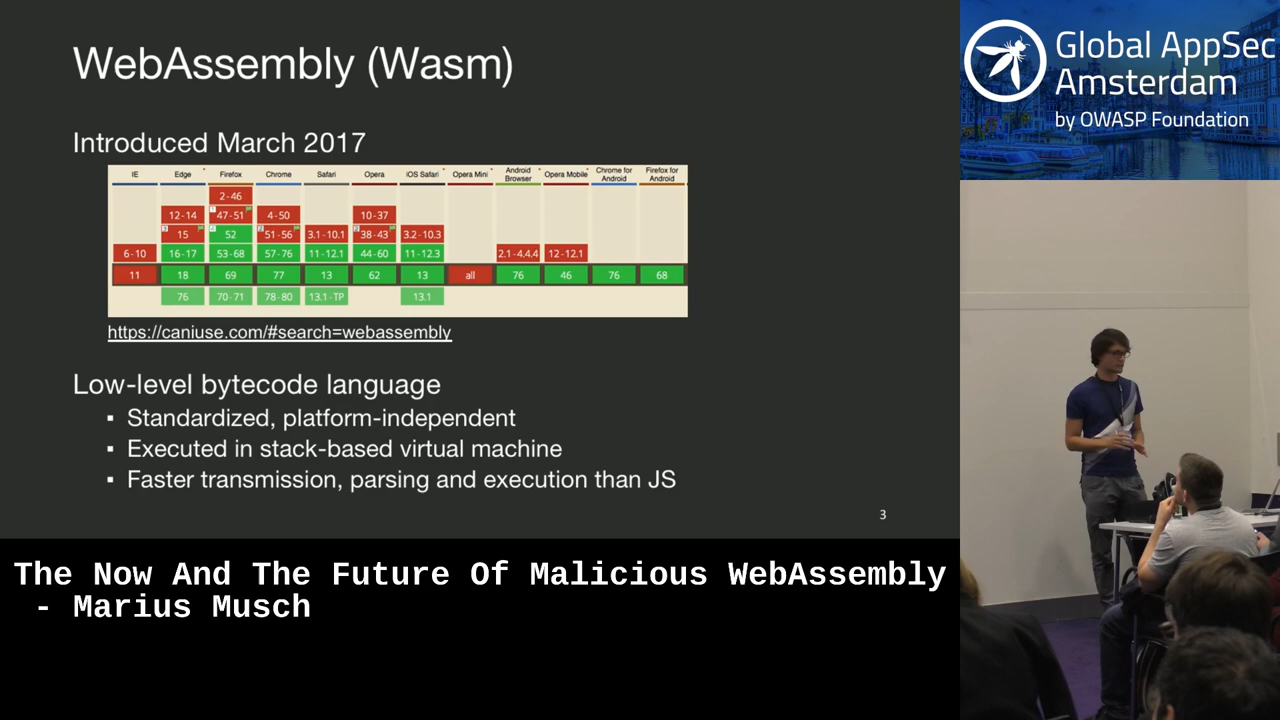 WebAssembly (Wasm)
Introduced March 2017
IE Edge Firefox Chrome Safari Opera iOS Safari Opera Mini Android Browser Opera Mobile Chrome for Android Firefox for Android
2-46
12-14 47-51 4-50 10-37
15 52 51-56 3.1-10.1 38-43 3.2-10.3
6-10 16-17 53-68 57-76 11-12.1 44-60 11-12.3 2.1-4.4.4 12-12.1
11 18 69 77 13 62 13 all 76 46 76 68
76 70-71 78-80 13.1-TP 13.1
https://caniuse.com/#search=webassembly
Low-level bytecode language
▪ Standardized, platform-independent
▪ Executed in stack-based virtual machine
▪ Faster transmission, parsing and execution than JS
3
The Now And The Future Of Malicious WebAssembly
- Marius Musch
Global AppSec
Amsterdam
by OWASP Foundation